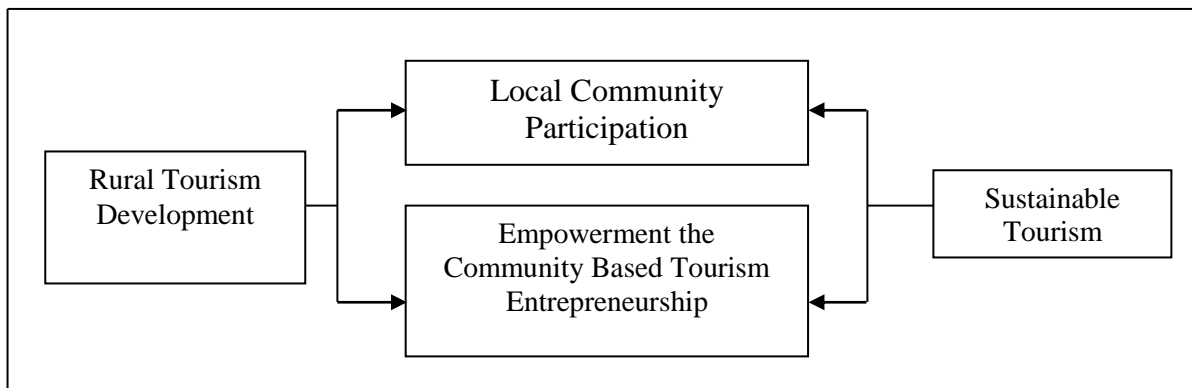 Rural Tourism
Development
Local Community
Participation
Empowerment the
Community Based Tourism
Entrepreneurship
Sustainable
Tourism